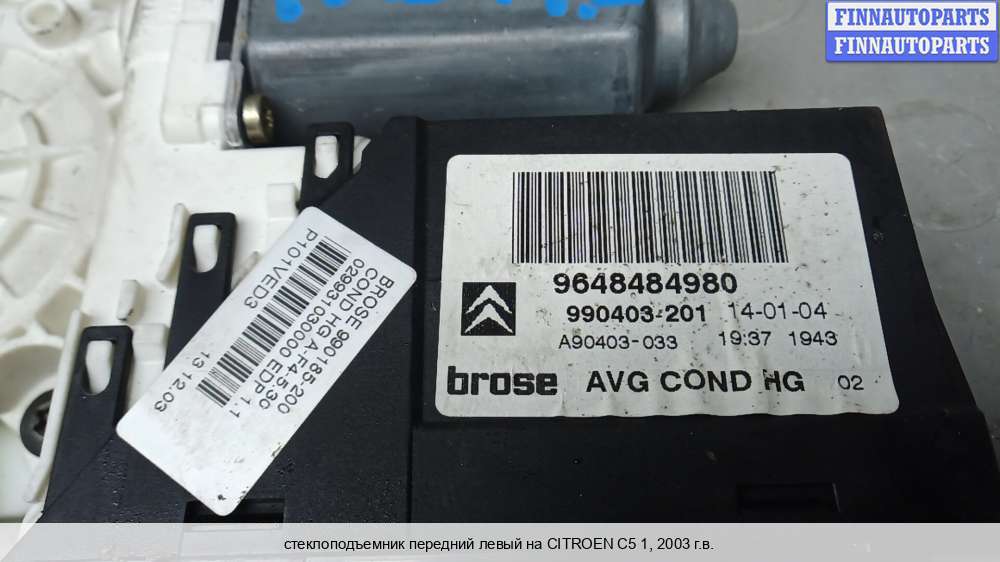 FINNAUTOPARTS
FINNAUTOPARTS
9648484980
990403-201 14-01-04
A90403-033 19:37 1943
brose AVG COND HG 02
BROSE 990185-200
COND HG A-F4 530
0299310300000 EDP 1.1
P101VED3 13.12.03
стеклоподъемник передний левый на CITROEN C5 1, 2003 г.в.